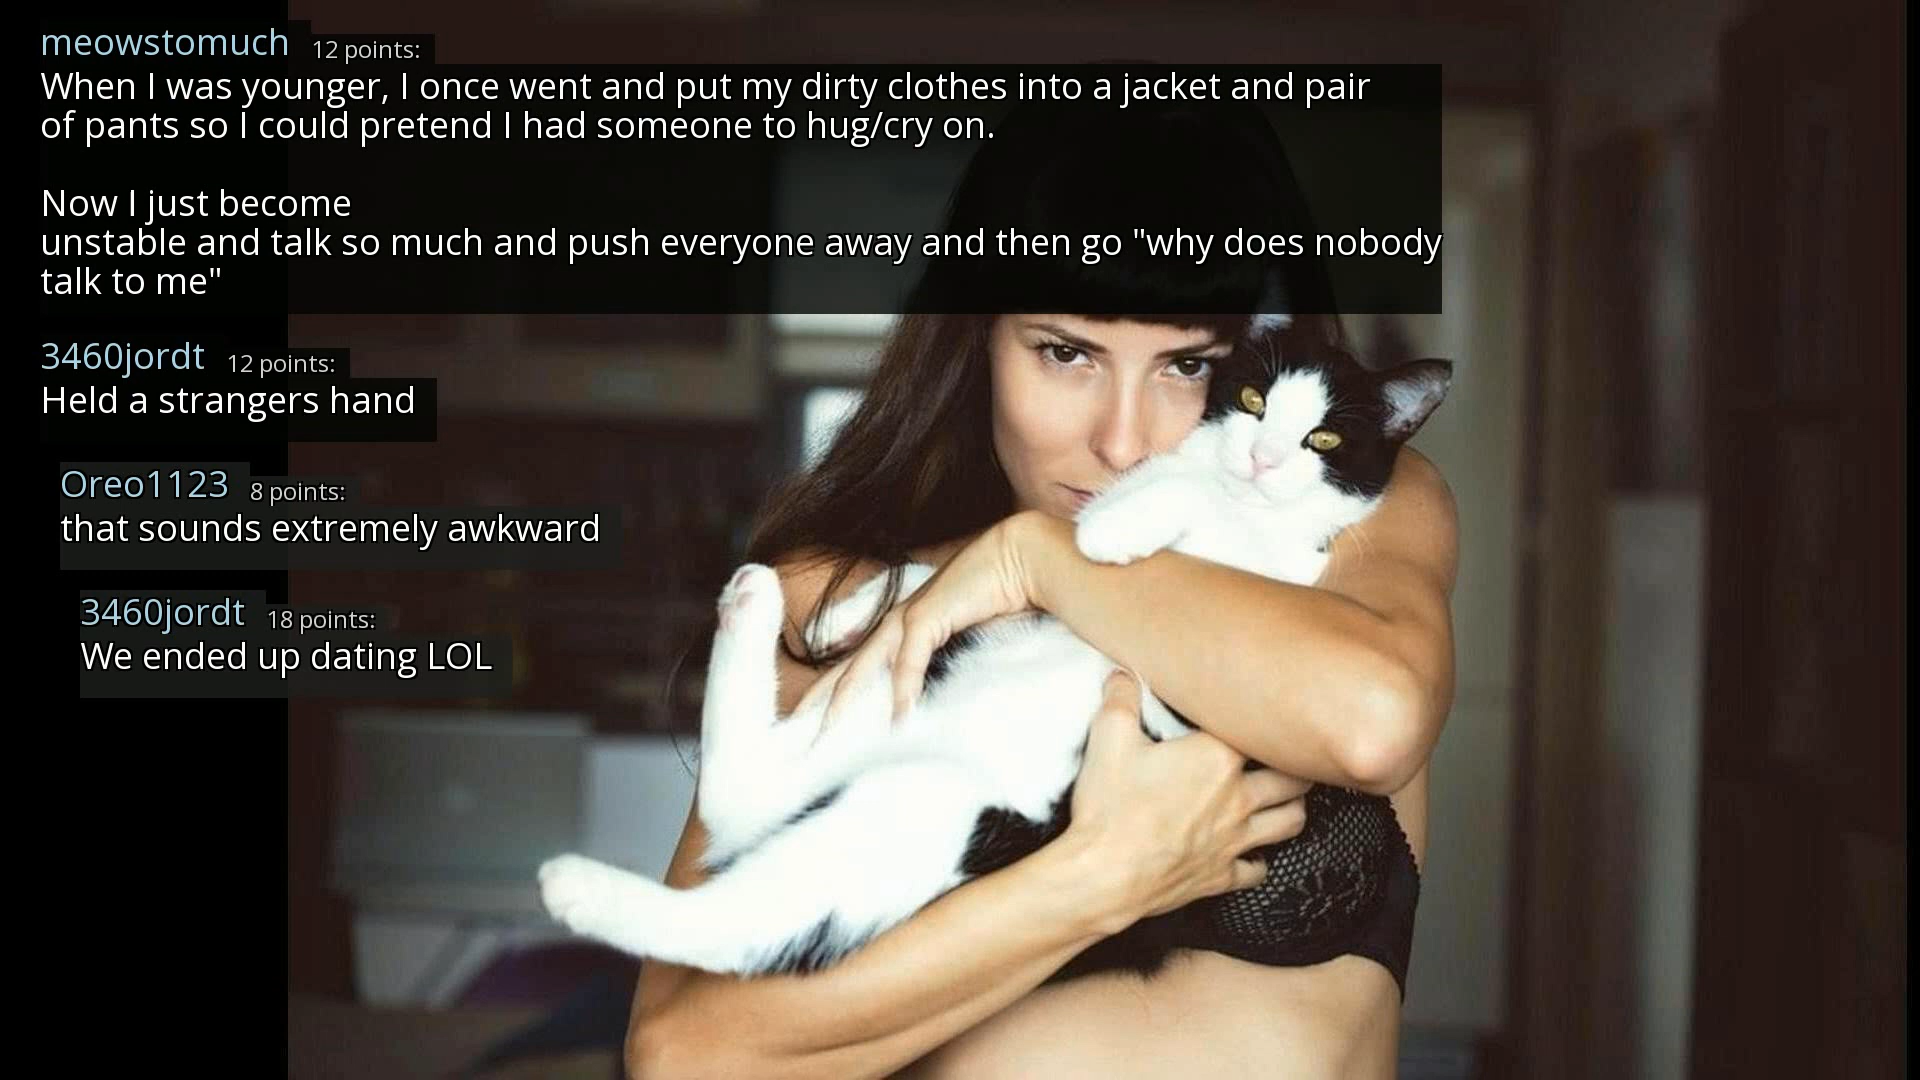 meowstomuch 12 points:
When I was younger, I once went and put my dirty clothes into a jacket and pair
of pants so I could pretend I had someone to hug/cry on.
Now I just become
unstable and talk so much and push everyone away and then go "why does nobody
talk to me"
3460jordt 12 points:
Held a strangers hand
Oreo1123 8 points:
that sounds extremely awkward
3460jordt 18 points:
We ended up dating LOL